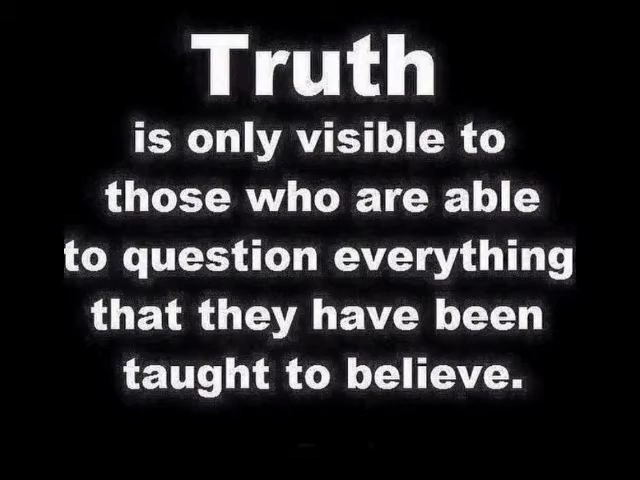 Truth
is only visible to
those who are able
to question everything
that they have been
taught to believe.